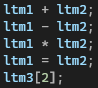 ltm1 + ltm2;
ltm1 - ltm2;
ltm1 * ltm2;
ltm1 = ltm2;
ltm3[2];